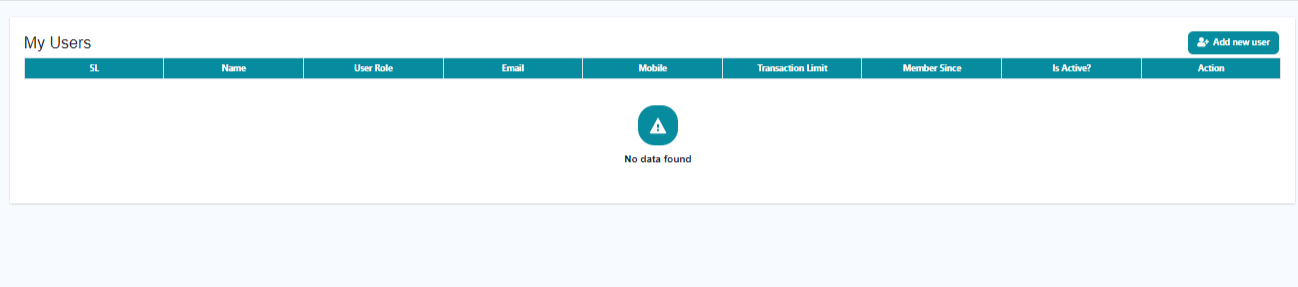 My Users
Add new user
SL Name User Role Email Mobile Transaction Limit Member Since Is Active? Action
No data found